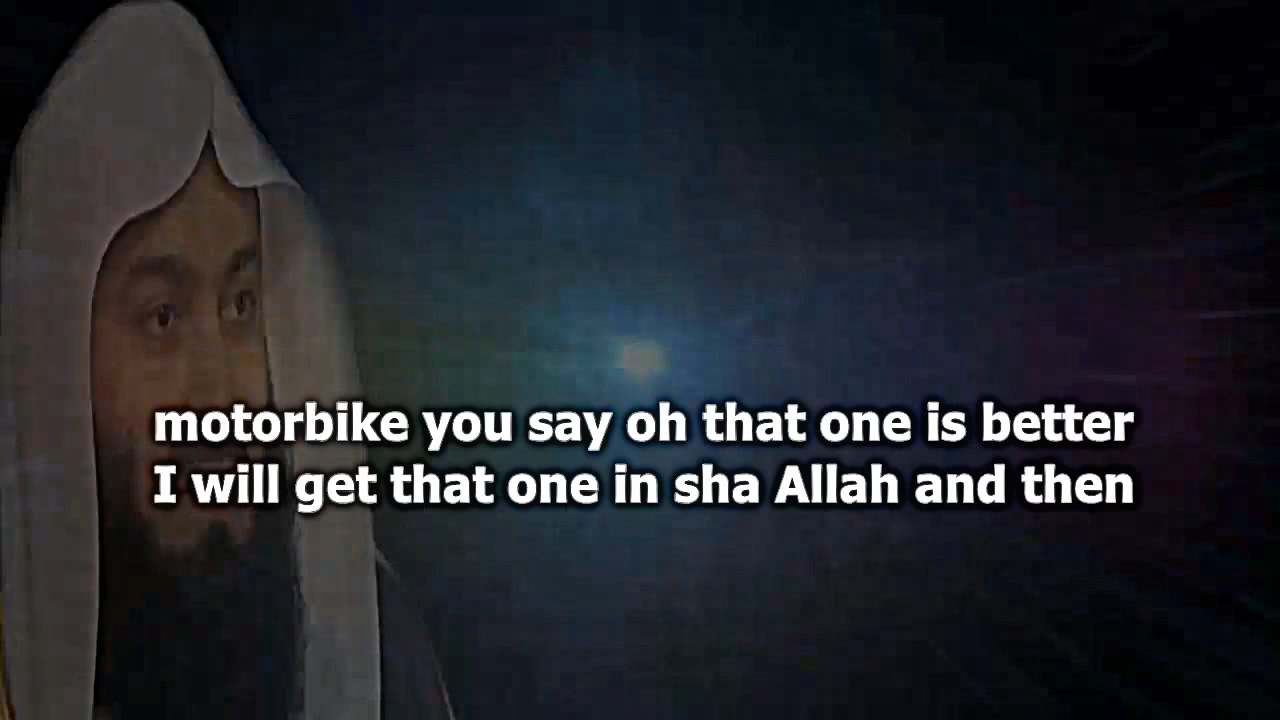 motorbike you say oh that one is better
I will get that one in sha Allah and then